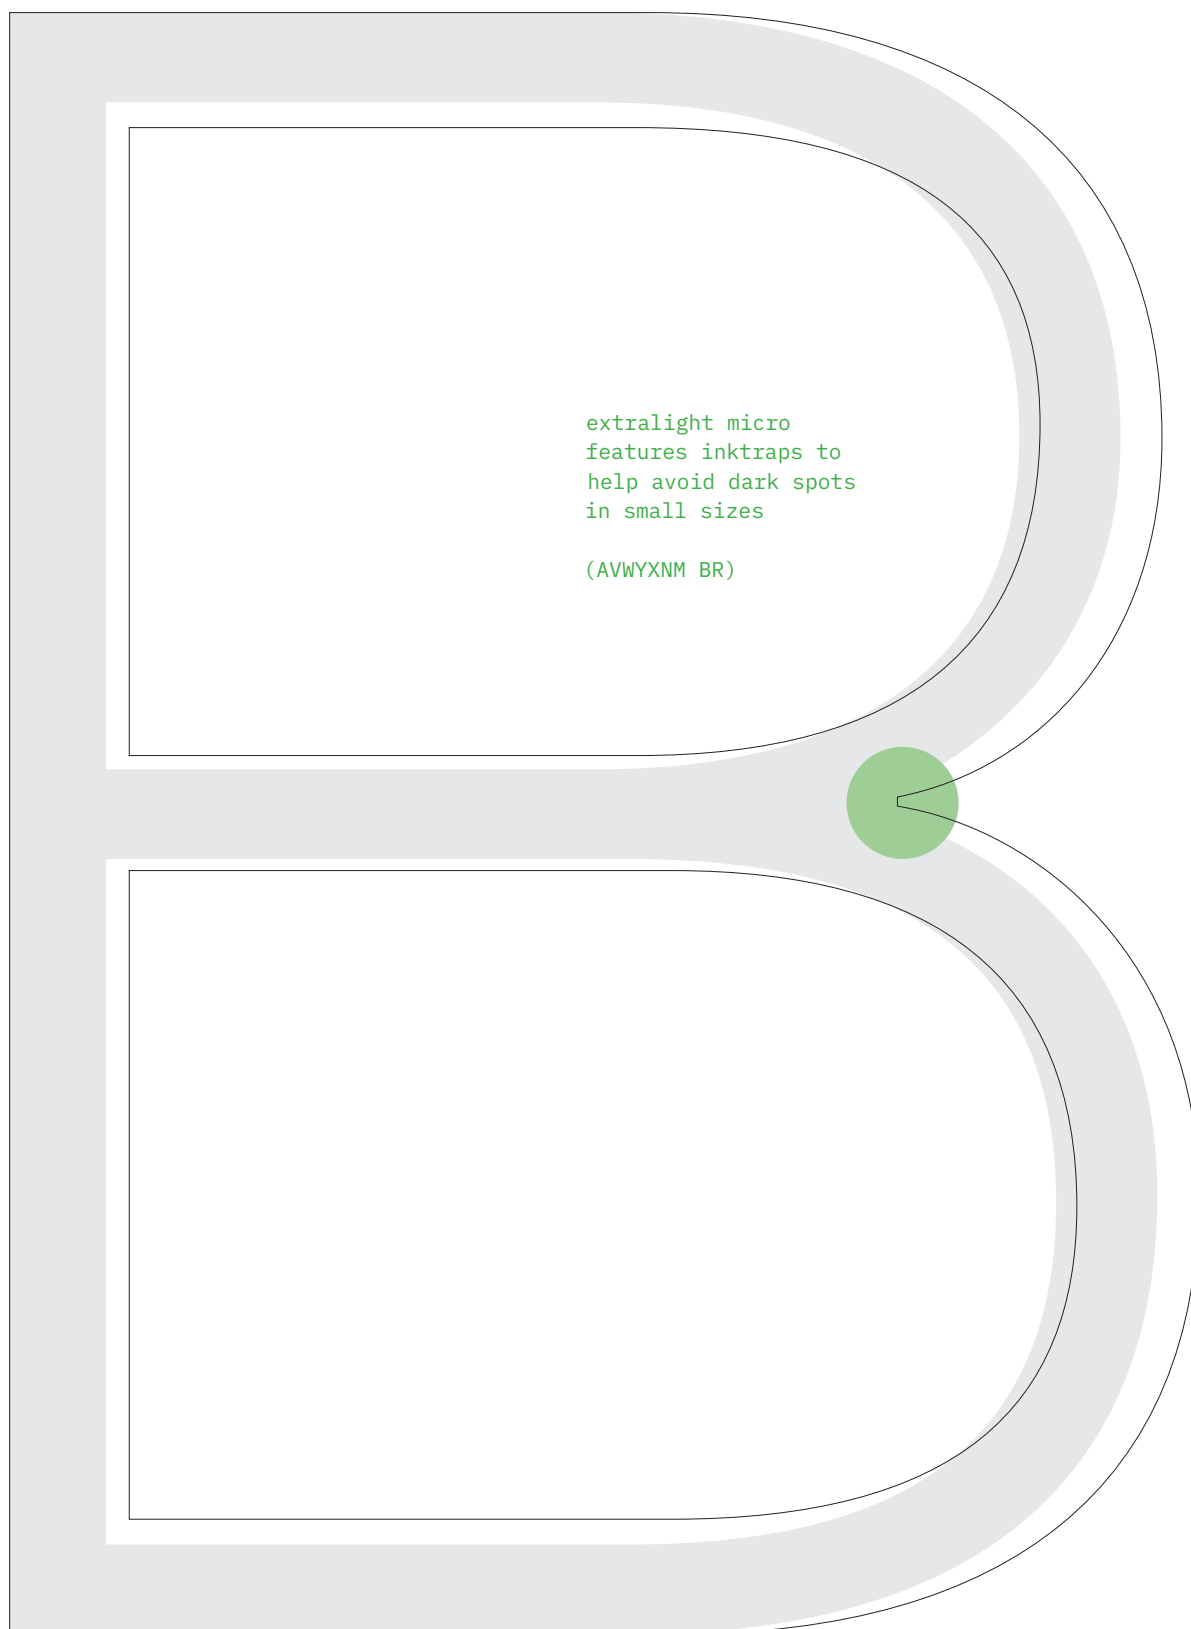 B
extralight micro
features inktraps to
help avoid dark spots
in small sizes
(AVWYXNM BR)